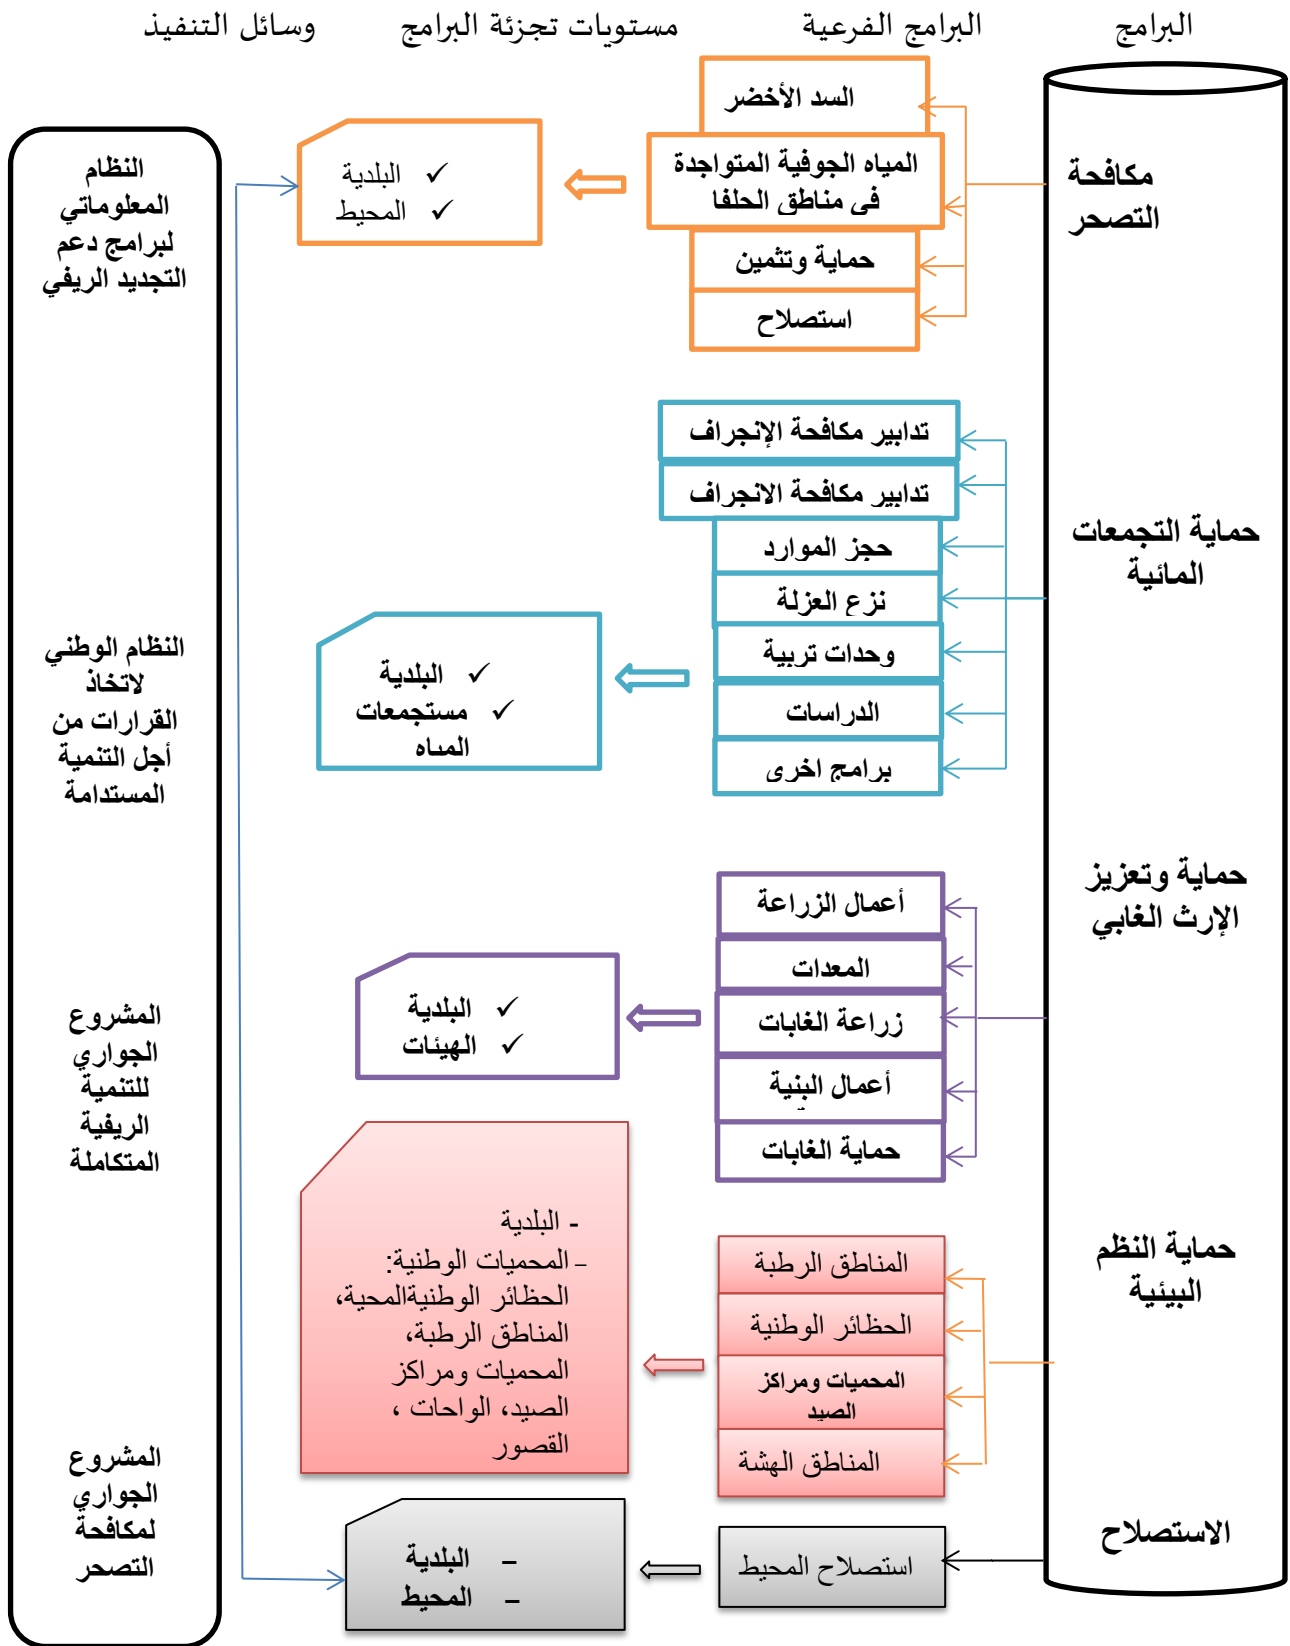 البرامج
البرامج الفرعية
مستويات تجزئة البرامج
وسائل التنفيذ
مكافحة
التصحر
السد الأخضر
المياه الجوفية المتواجدة
في مناطق الحلفا
حماية وتثمين
استصلاح
✓ البلدية
✓ المحيط
حماية التجمعات
المائية
تدابير مكافحة الإنجراف
تدابير مكافحة الانجراف
حجز الموارد
نزع العزلة
وحدات تربية
الدراسات
برامج اخرى
✓ البلدية
✓ مستجمعات
المياه
حماية وتعزيز
الإرث الغابي
أعمال الزراعة
المعدات
زراعة الغابات
أعمال البنية
حماية الغابات
✓ البلدية
✓ الهيئات
حماية النظم
البيئية
المناطق الرطبة
الحظائر الوطنية
المحميات ومراكز
الصيد
المناطق الهشة
- البلدية
- المحميات الوطنية:
الحظائر الوطنيةالمحية،
المناطق الرطبة،
المحميات ومراكز
الصيد، الواحات ،
القصور
الاستصلاح
استصلاح المحيط
- البلدية
- المحيط
النظام
المعلوماتي
لبرامج دعم
التجديد الريفي
النظام الوطني
لاتخاذ
القرارات من
أجل التنمية
المستدامة
المشروع
الجواري
للتنمية
الريفية
المتكاملة
المشروع
الجواري
لمكافحة
التصحر